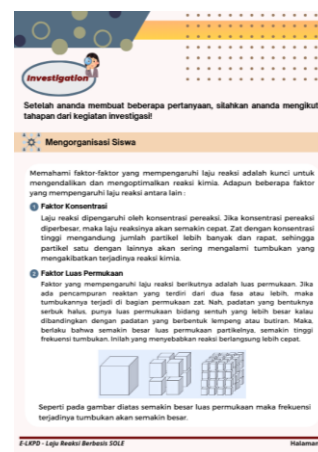 Investigation
Setelah ananda membuat beberapa pertanyaan, silahkan ananda mengikut
tahapan dari kegiatan investigasi!
Mengorganisasi Siswa
Memahami faktor-faktor yang mempengaruhi laju reaksi adalah kunci untuk
mengendalikan dan mengoptimalkan reaksi kimia. Adapun beberapa faktor
yang mempengaruhi laju reaksi antara lain :
1 Faktor Konsentrasi
Laju reaksi dipengaruhi oleh konsentrasi pereaksi. Jika konsentrasi pereaksi
diperbesar, maka laju reaksinya akan semakin cepat. Zat dengan konsentrasi
tinggi mengandung jumlah partikel lebih banyak dan rapat, sehingga
partikel satu dengan lainnya akan sering mengalami tumbukan yang
mengakibatkan terjadinya reaksi kimia.
2 Faktor Luas Permukaan
Faktor yang mempengaruhi laju reaksi berikutnya adalah luas permukaan. Jika
ada pencampuran reaktan yang terdiri dari dua fasa atau lebih, maka
tumbukannya terjadi di bagian permukaan zat. Nah, padatan yang bentuknya
serbuk halus, punya luas permukaan bidang sentuh yang lebih besar kalau
dibandingkan dengan padatan yang berbentuk lempeng atau butiran. Maka,
berlaku bahwa semakin besar luas permukaan partikelnya, semakin tinggi
frekuensi tumbukan. Inilah yang menyebabkan reaksi berlangsung lebih cepat.
Seperti pada gambar diatas semakin besar luas permukaan maka frekuensi
terjadinya tumbukan akan semakin besar.
E-LKPD - Laju Reaksi Berbasis SOLE
Halaman